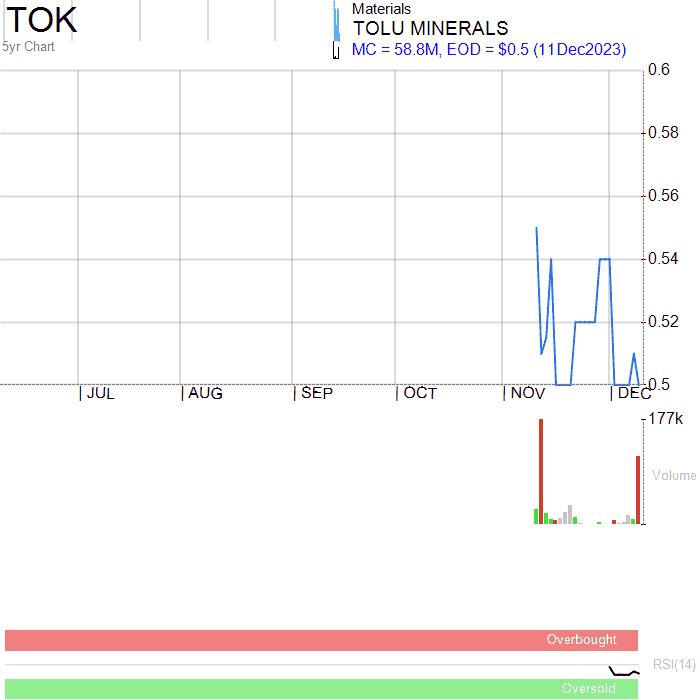 TOK
5yr Chart
Materials
TOLU MINERALS
MC = 58.8M, EOD = $0.5 (11Dec2023)
0.6
0.58
0.56
0.54
0.52
0.5
JUL AUG SEP OCT NOV DEC
177k
Volume
Overbought
RSI(14)
Oversold